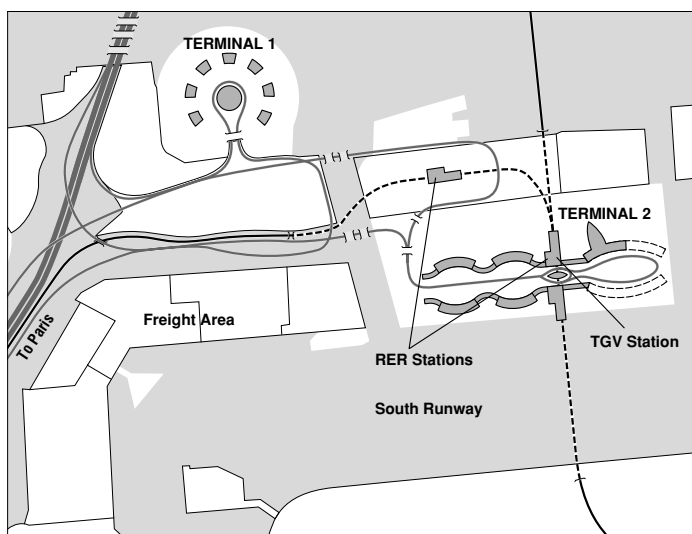 TERMINAL 1
TERMINAL 2
Freight Area
To Paris
TGV Station
RER Stations
South Runway